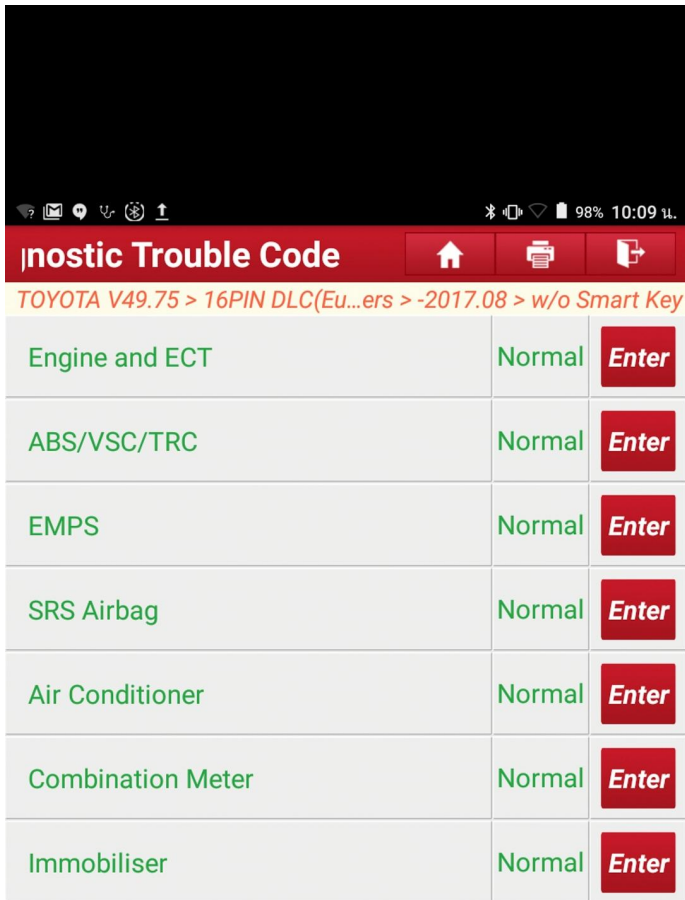 98% 10:09 น.
gnostic Trouble Code
TOYOTA V49.75 > 16PIN DLC(Eu...ers > -2017.08 > w/o Smart Key
Engine and ECT Normal Enter
ABS/VSC/TRC Normal Enter
EMPS Normal Enter
SRS Airbag Normal Enter
Air Conditioner Normal Enter
Combination Meter Normal Enter
Immobiliser Normal Enter